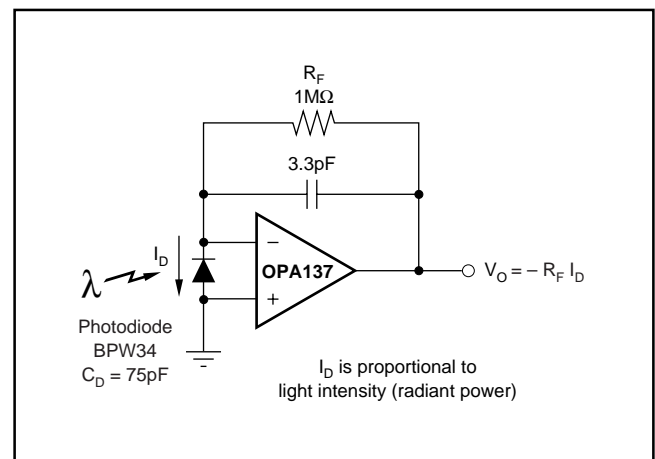 R_F
1MΩ
3.3pF
I_D
−
OPA137
+
V_O = − R_F I_D
λ
Photodiode
BPW34
C_D = 75pF
I_D is proportional to
light intensity (radiant power)